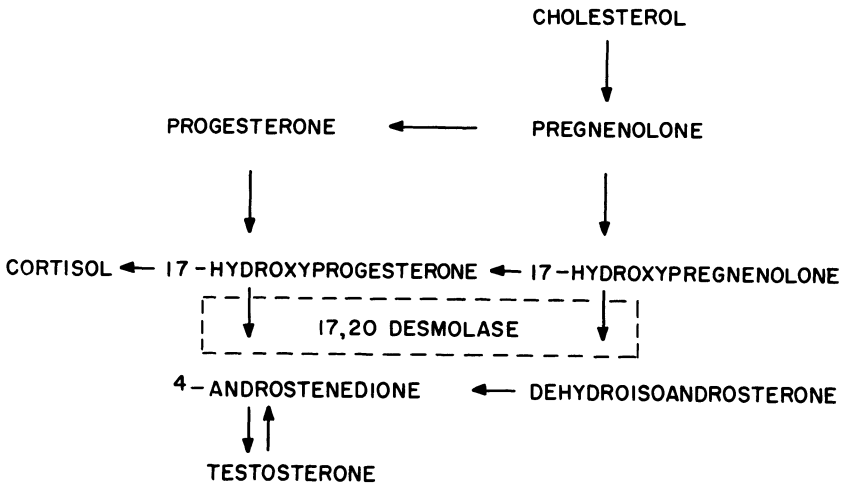 CHOLESTEROL
PROGESTERONE PREGNENOLONE
CORTISOL 17-HYDROXYPROGESTERONE 17-HYDROXYPREGNENOLONE
17,20 DESMOLASE
4-ANDROSTENEDIONE DEHYDROISOANDROSTERONE
TESTOSTERONE